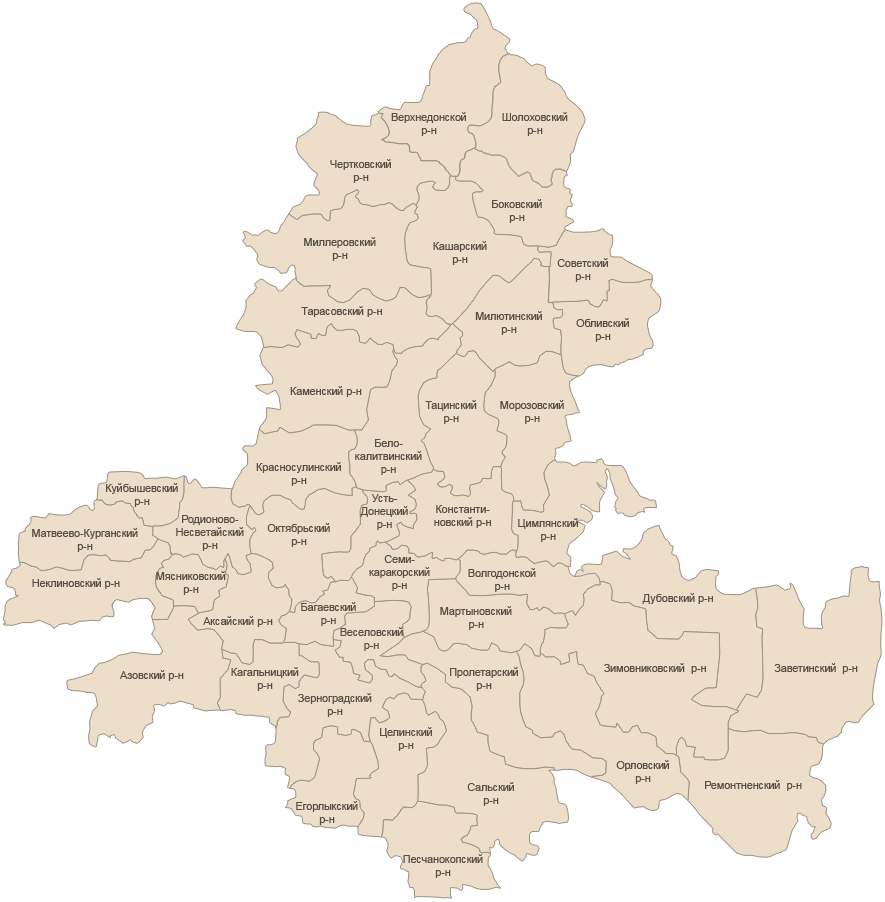 Верхнедонской
р-н
Шолоховский
р-н
Чертковский
р-н
Боковский
р-н
Миллеровский
р-н
Кашарский
р-н
Советский
р-н
Тарасовский р-н
Милютинский
р-н
Обливский
р-н
Каменский р-н
Тацинский
р-н
Морозовский
р-н
Бело-
калитвинский
р-н
Красносулинский
р-н
Куйбышевский
р-н
Родионово-
Несветайский
р-н
Октябрьский
р-н
Усть-
Донецкий
р-н
Константи-
новский р-н
Цимлянский
р-н
Матвеево-Курганский
р-н
Неклиновский р-н
Мясниковский
р-н
Семи-
каракорский
р-н
Волгодонской
р-н
Дубовский р-н
Аксайский р-н
Багаевский
р-н
Мартыновский
р-н
Веселовский
р-н
Азовский р-н
Кагальницкий
р-н
Пролетарский
р-н
Зимовниковский р-н
Заветинский р-н
Зерноградский
р-н
Целинский
р-н
Орловский
р-н
Сальский
р-н
Ремонтненский р-н
Егорлыкский
р-н
Песчанокопский
р-н